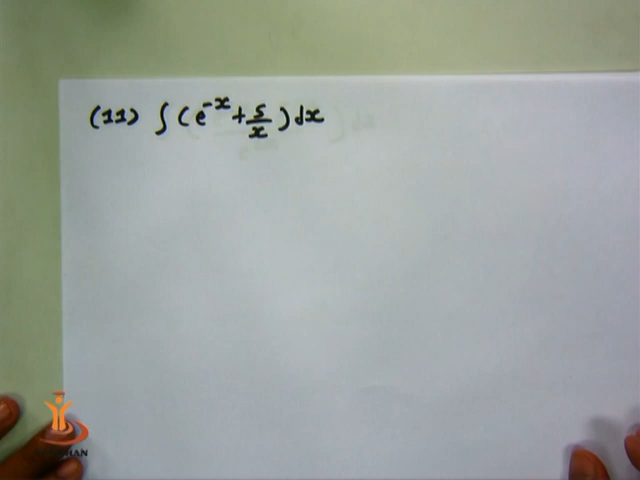 (11) ∫(e⁻ˣ + 5/x) dx